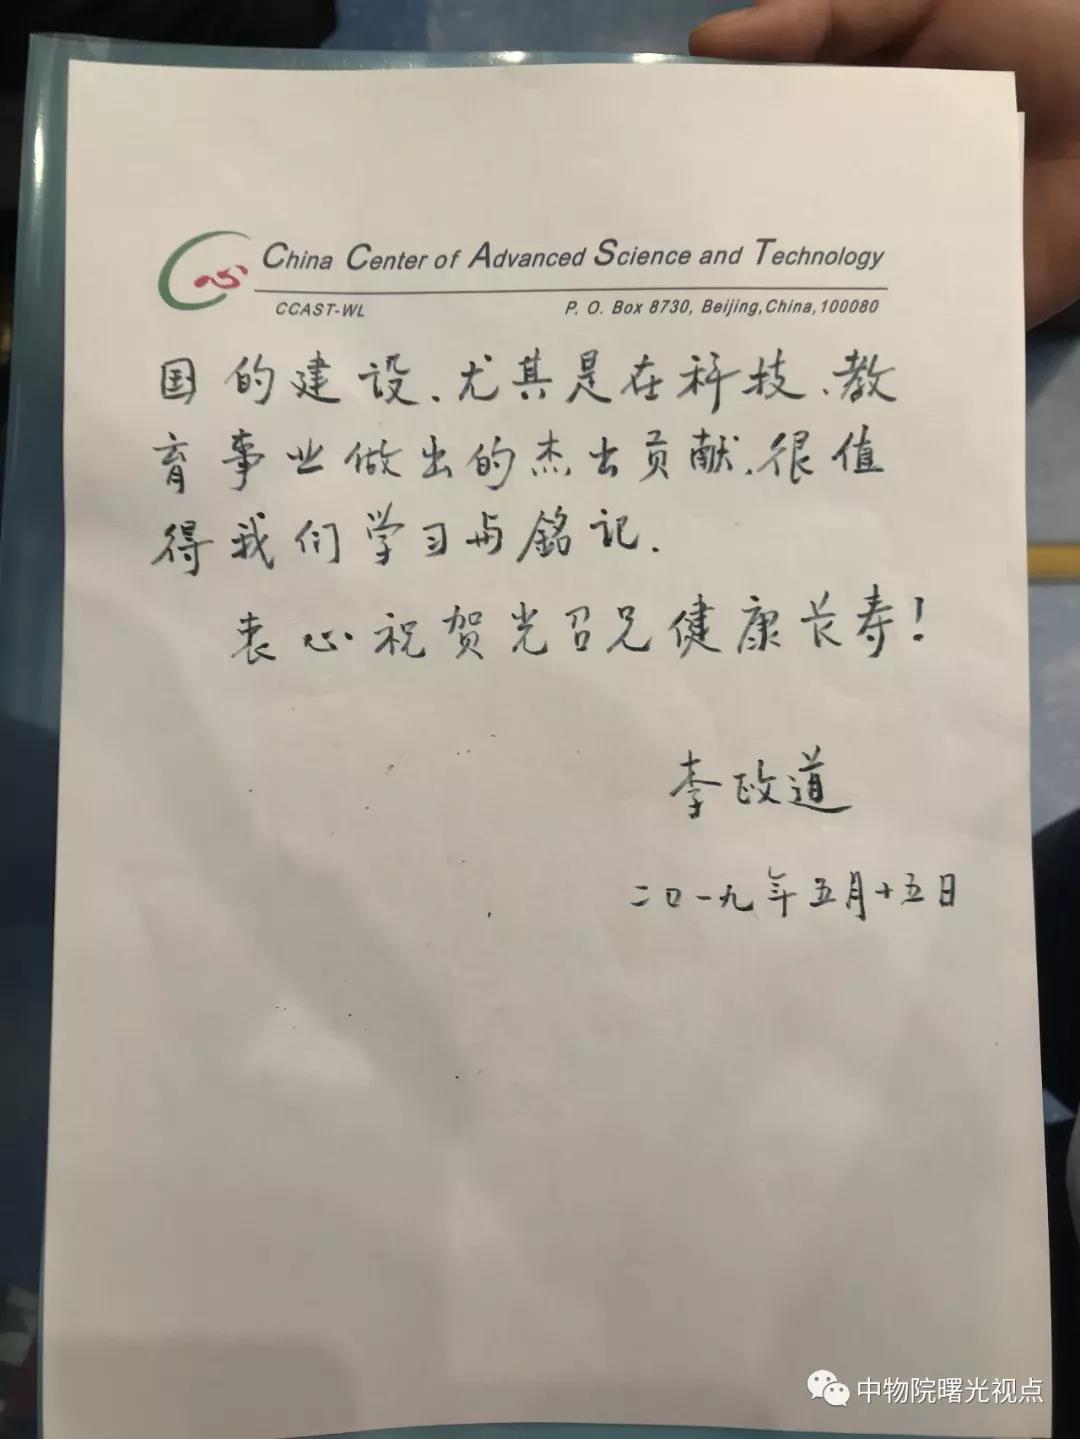 China Center of Advanced Science and Technology
CCAST-WL P. O. Box 8730, Beijing,China,100080
国的建设、尤其是在科技、教
育事业做出的杰出贡献、很值
得我们学习与銘记.
衷心祝贺光召兄健康长寿!
李政道
二〇一九年五月十五日
中物院曙光视点